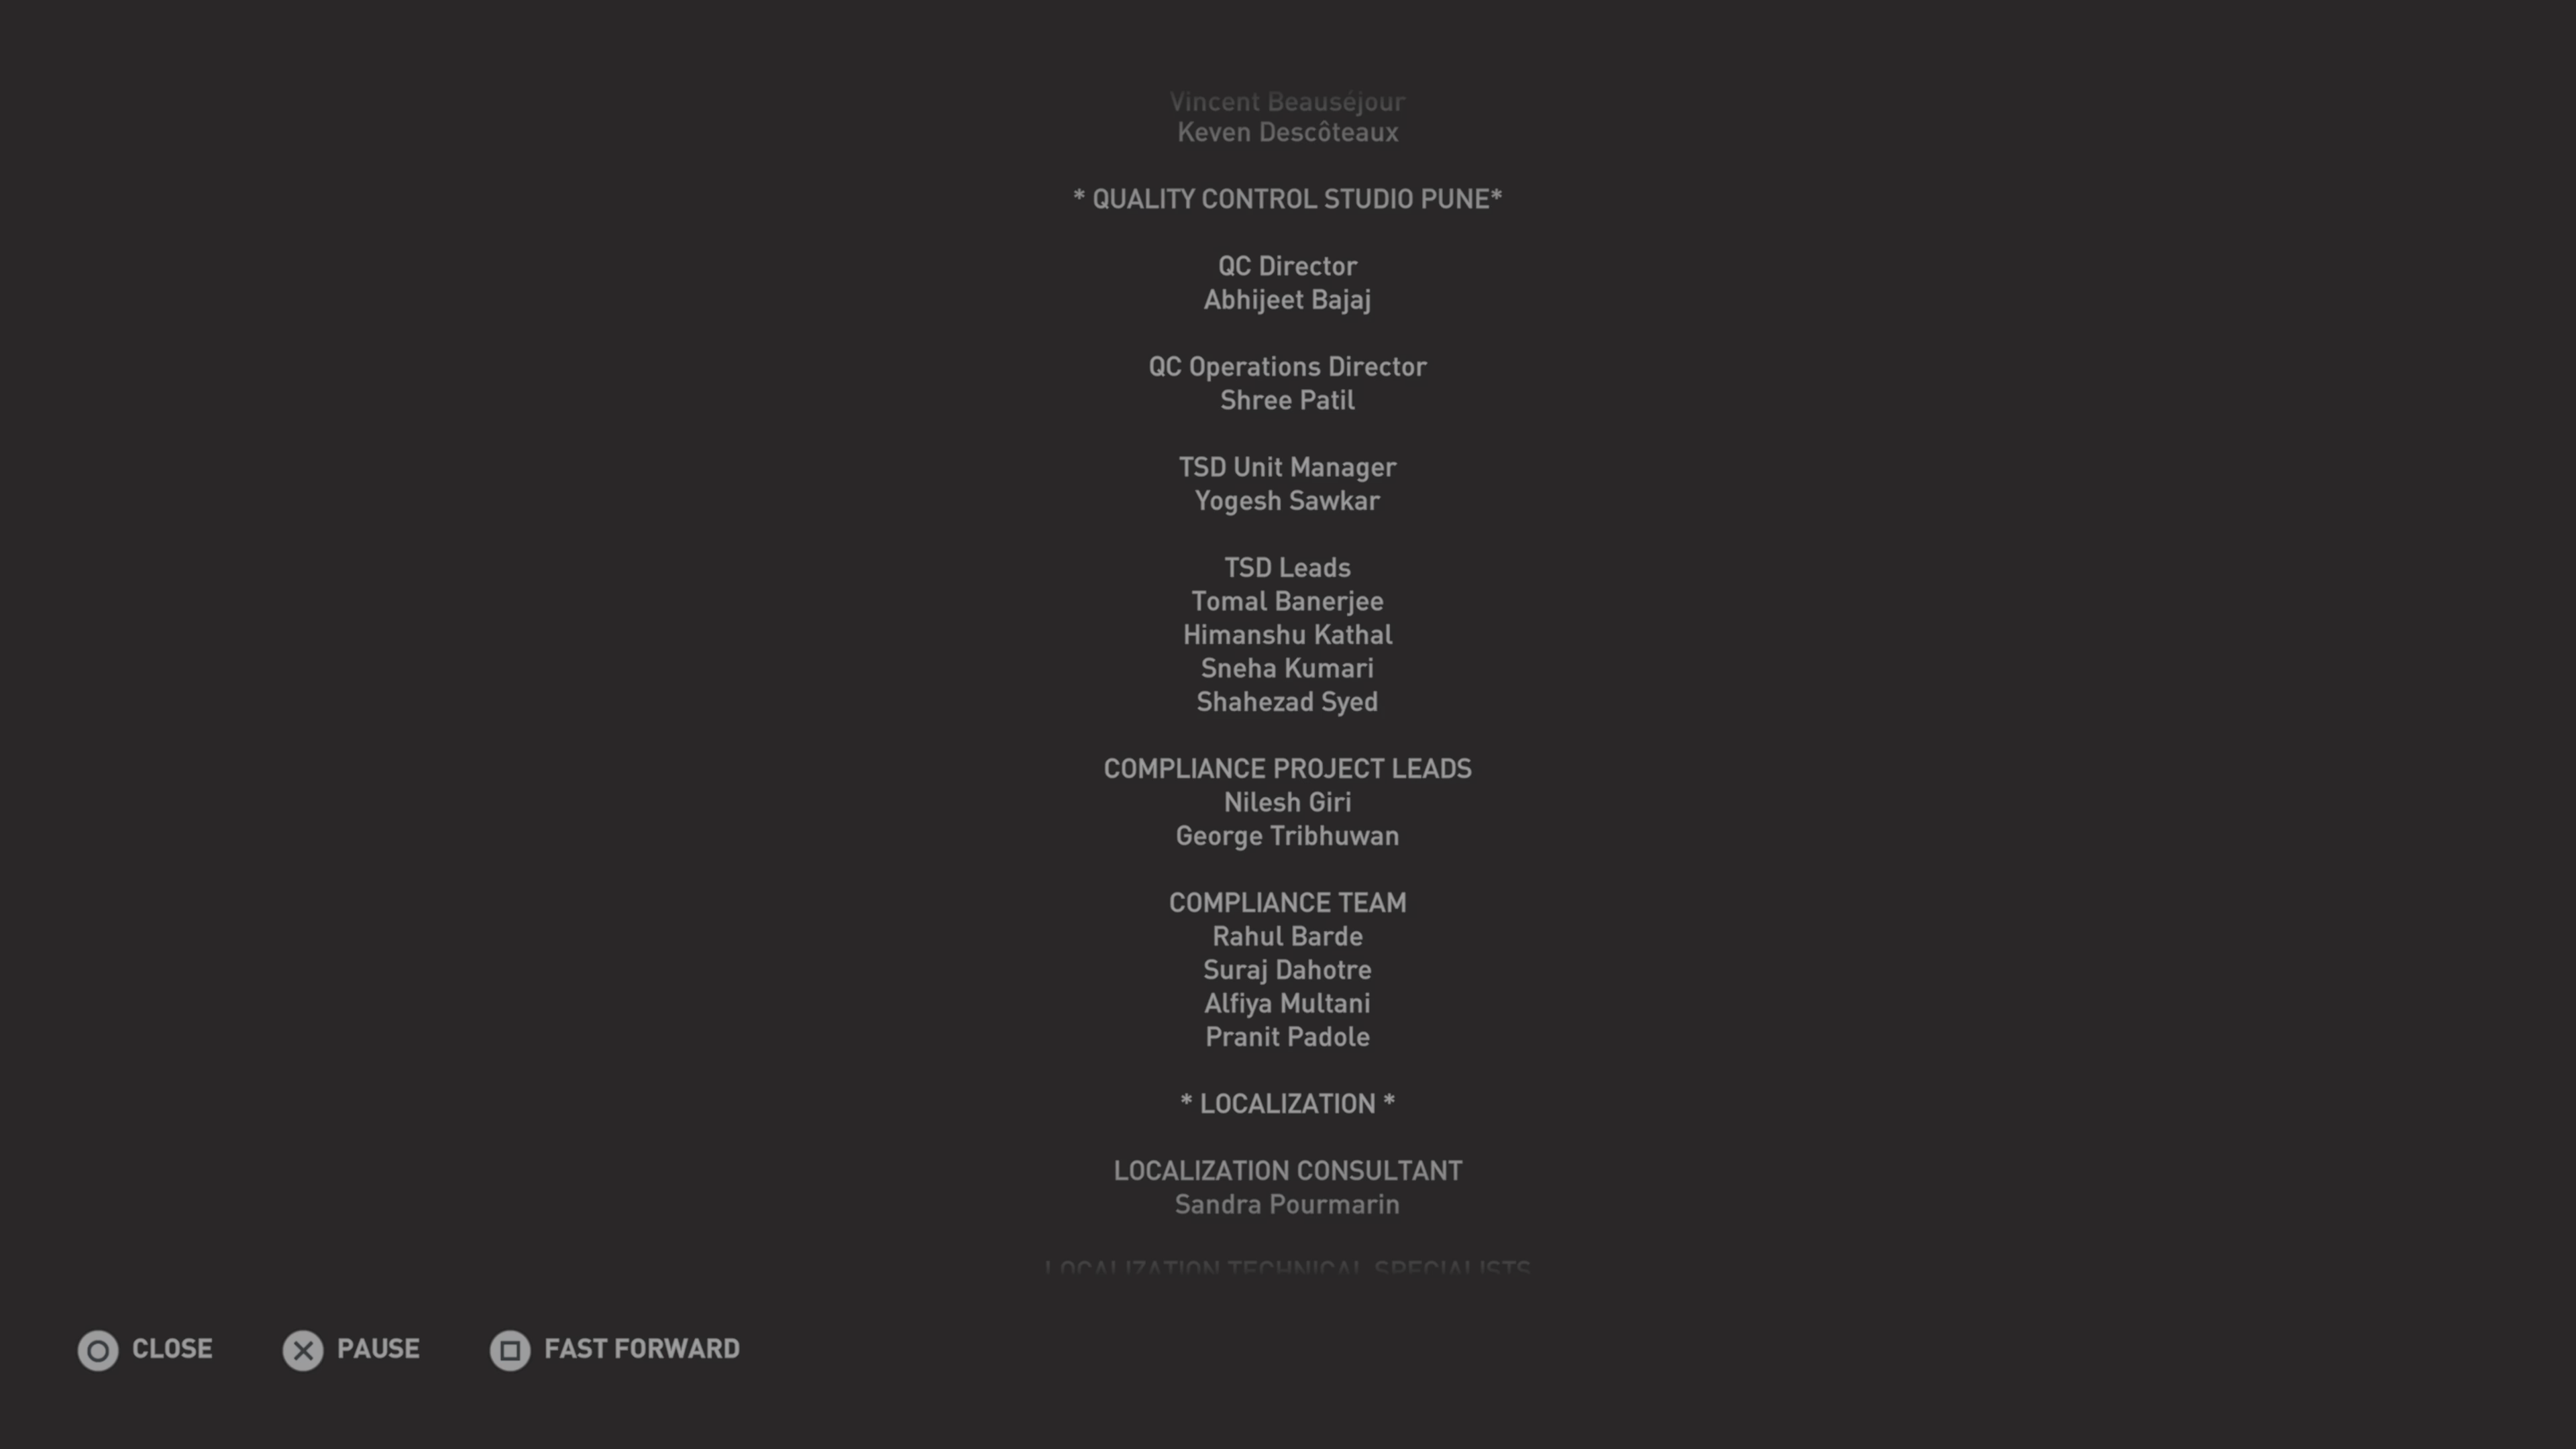 Vincent Beauséjour
Keven Descôteaux
* QUALITY CONTROL STUDIO PUNE*
QC Director
Abhijeet Bajaj
QC Operations Director
Shree Patil
TSD Unit Manager
Yogesh Sawkar
TSD Leads
Tomal Banerjee
Himanshu Kathal
Sneha Kumari
Shahezad Syed
COMPLIANCE PROJECT LEADS
Nilesh Giri
George Tribhuwan
COMPLIANCE TEAM
Rahul Barde
Suraj Dahotre
Alfiya Multani
Pranit Padole
* LOCALIZATION *
LOCALIZATION CONSULTANT
Sandra Pourmarin
LOCALIZATION TECHNICAL SPECIALISTS
CLOSE PAUSE FAST FORWARD